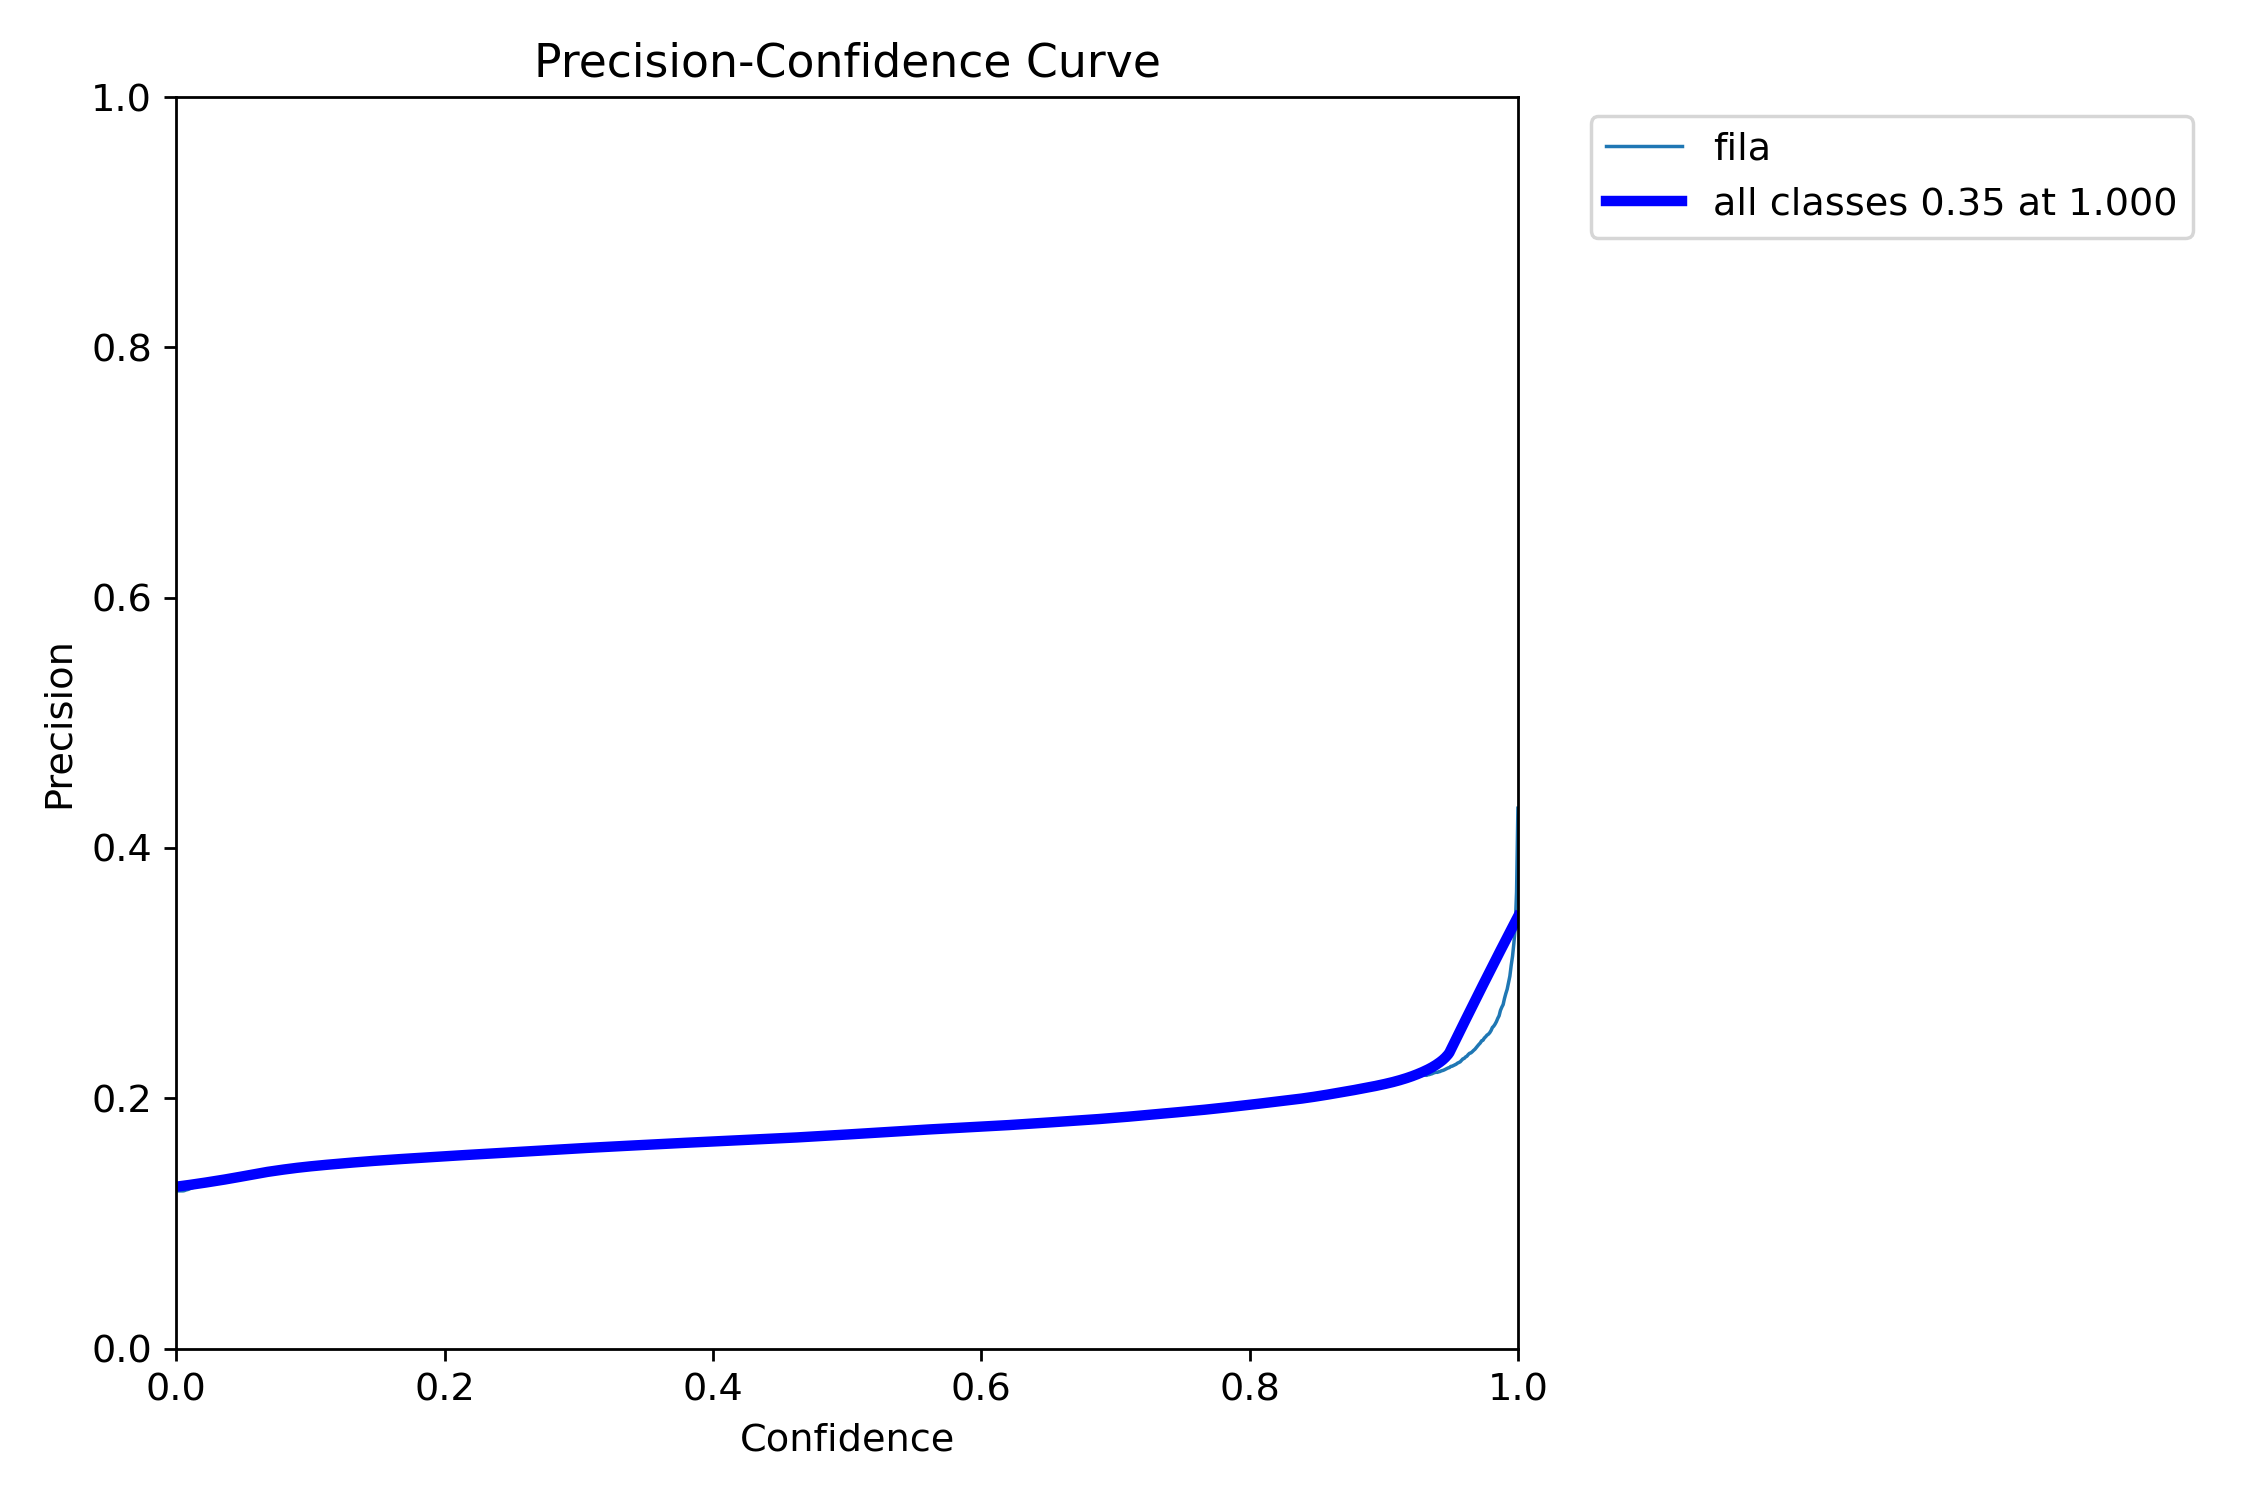 Precision-Confidence Curve
fila
all classes 0.35 at 1.000
Precision
1.0
0.8
0.6
0.4
0.2
0.0
0.0 0.2 0.4 0.6 0.8 1.0
Confidence